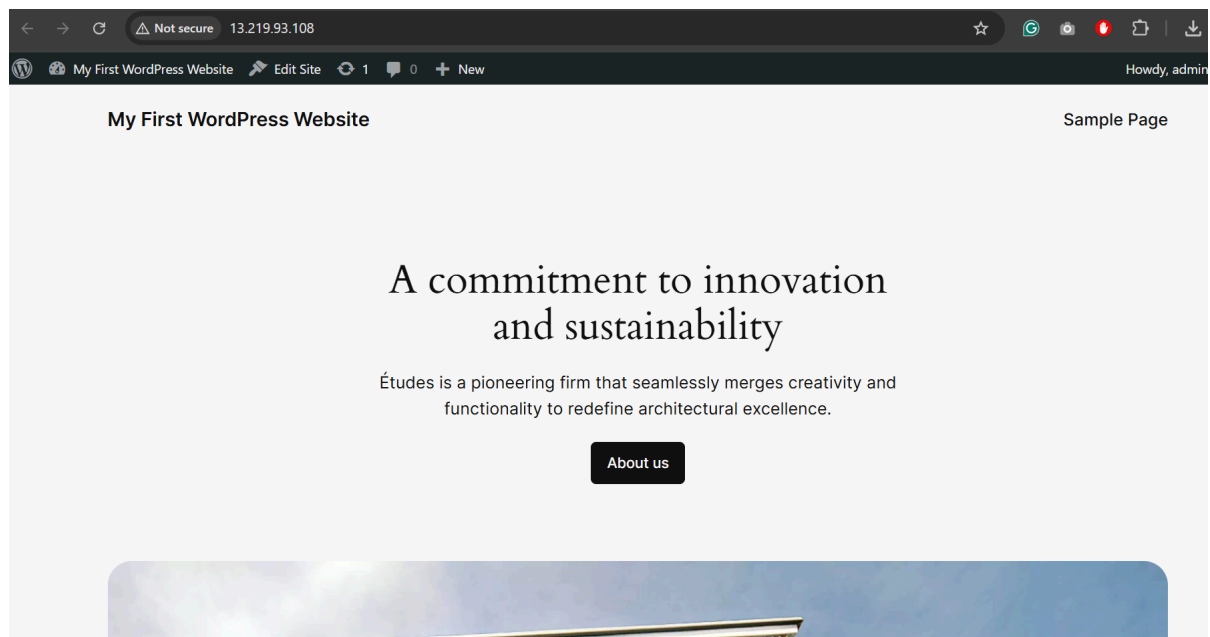 Not secure 13.219.93.108
My First WordPress Website Edit Site 1 0 New Howdy, admin
My First WordPress Website Sample Page
A commitment to innovation
and sustainability
Études is a pioneering firm that seamlessly merges creativity and
functionality to redefine architectural excellence.
About us